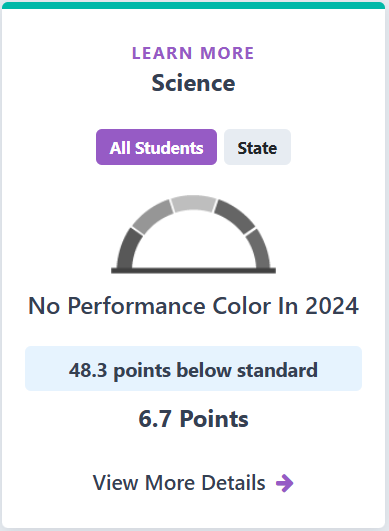 LEARN MORE
Science
All Students State
No Performance Color In 2024
48.3 points below standard
6.7 Points
View More Details